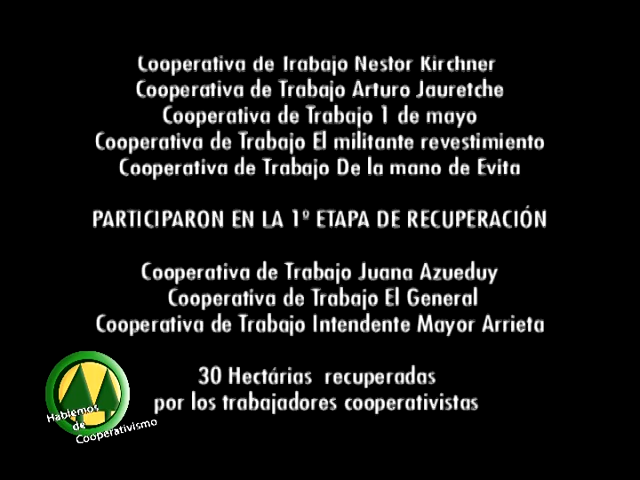 Cooperativa de Trabajo Nestor Kirchner
Cooperativa de Trabajo Arturo Jauretche
Cooperativa de Trabajo 1 de mayo
Cooperativa de Trabajo El militante revestimiento
Cooperativa de Trabajo De la mano de Evita
PARTICIPARON EN LA 1º ETAPA DE RECUPERACIÓN
Cooperativa de Trabajo Juana Azueduy
Cooperativa de Trabajo El General
Cooperativa de Trabajo Intendente Mayor Arrieta
30 Hectárias recuperadas
por los trabajadores cooperativistas
Hablemos
de
Cooperativismo